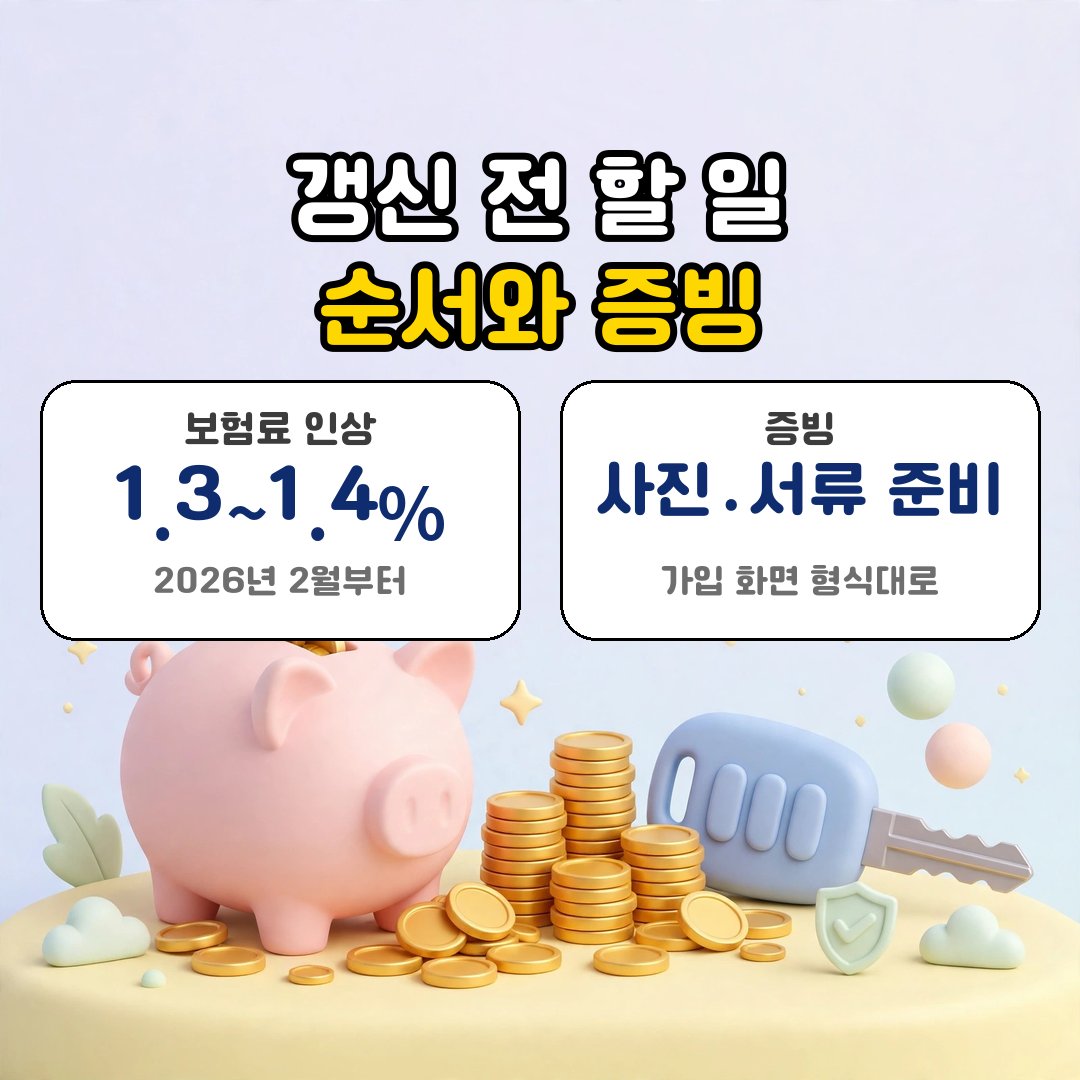 갱신 전 할 일
순서와 증빙
보험료 인상
1.3~1.4%
2026년 2월부터
증빙
사진·서류 준비
가입 화면 형식대로